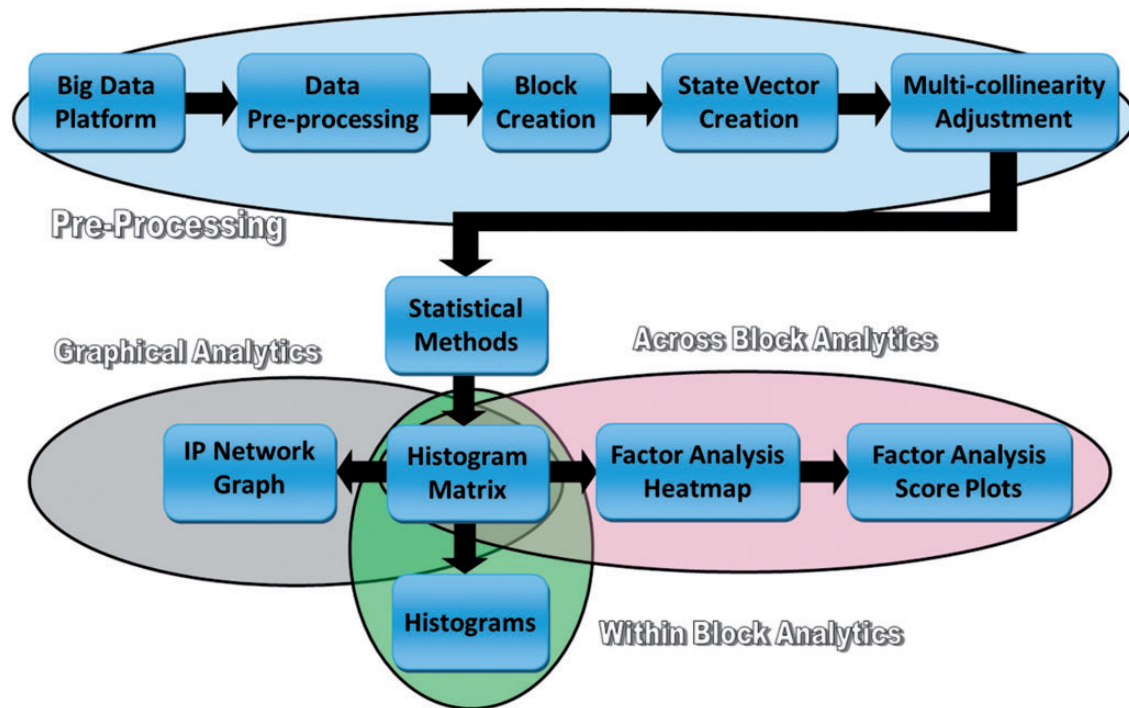 Big Data
Platform
Data
Pre-processing
Block
Creation
State Vector
Creation
Multi-collinearity
Adjustment
Pre-Processing
Statistical
Methods
Graphical Analytics
Across Block Analytics
IP Network
Graph
Histogram
Matrix
Factor Analysis
Heatmap
Factor Analysis
Score Plots
Histograms
Within Block Analytics